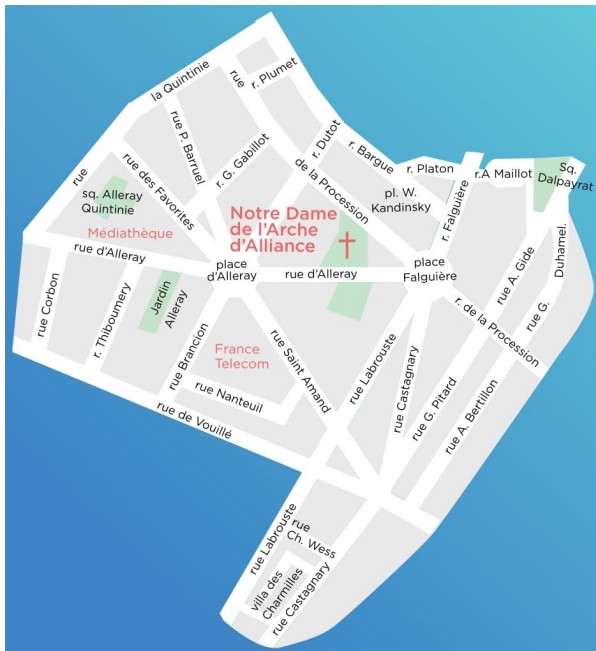 la Quintinie
rue
r. Plumet
rue P. Barruel
r. G. Gabillot
r. Dutot
r. Bargue
r. Platon
r.A Maillot
Sq.
Dalpayrat
rue
rue des Favorites
de la Procession
pl. W.
Kandinsky
r. Falguière
sq. Alleray
Quintinie
Médiathèque
Notre Dame
de l'Arche
d'Alliance
rue d'Alleray
place
d'Alleray
rue d'Alleray
place
Falguière
rue A. Gide
Duhamel.
rue G.
rue Corbon
r. Thiboumery
Jardin
Alleray
rue Brancion
France
Telecom
rue Saint Amand
rue Labrouste
rue Castagnary
rue G. Pitard
r. de la Procession
rue A. Bertillon
rue Nanteuil
rue de Vouillé
rue Labrouste
rue
Ch. Wess
villa des
Charmilles
rue Castagnary